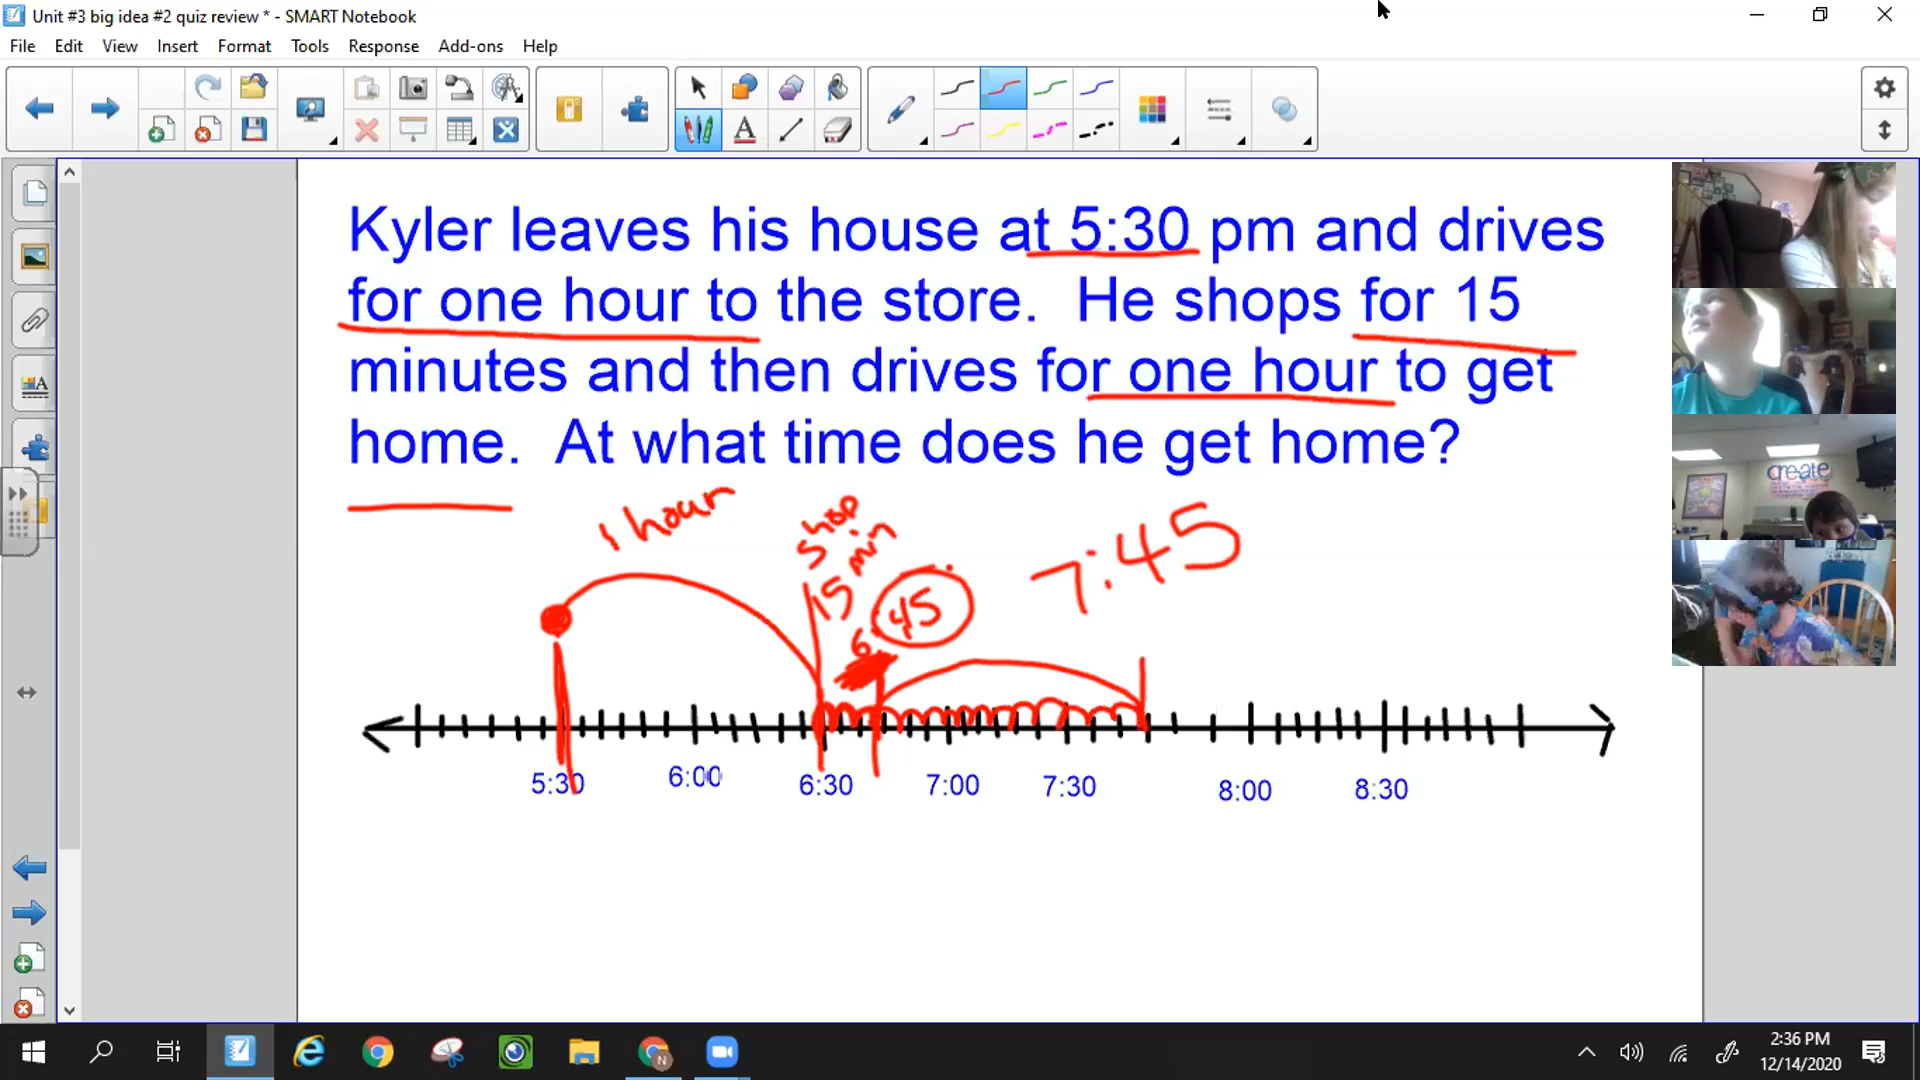 Unit #3 big idea #2 quiz review * - SMART Notebook
File Edit View Insert Format Tools Response Add-ons Help
Kyler leaves his house at 5:30 pm and drives
for one hour to the store. He shops for 15
minutes and then drives for one hour to get
home. At what time does he get home?
1 hour
shop
15 min
6:45
7:45
5:30 6:00 6:30 7:00 7:30 8:00 8:30
create
2:36 PM
12/14/2020